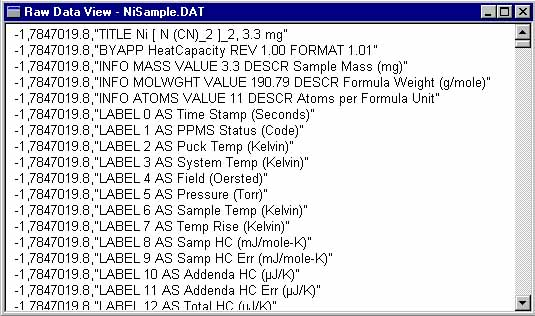 Raw Data View - NiSample.DAT
-1,7847019.8,"TITLE Ni [ N (CN)_2 ]_2, 3.3 mg"
-1,7847019.8,"BYAPP HeatCapacity REV 1.00 FORMAT 1.01"
-1,7847019.8,"INFO MASS VALUE 3.3 DESCR Sample Mass (mg)"
-1,7847019.8,"INFO MOLWGHT VALUE 190.79 DESCR Formula Weight (g/mole)"
-1,7847019.8,"INFO ATOMS VALUE 11 DESCR Atoms per Formula Unit"
-1,7847019.8,"LABEL 0 AS Time Stamp (Seconds)"
-1,7847019.8,"LABEL 1 AS PPMS Status (Code)"
-1,7847019.8,"LABEL 2 AS Puck Temp (Kelvin)"
-1,7847019.8,"LABEL 3 AS System Temp (Kelvin)"
-1,7847019.8,"LABEL 4 AS Field (Oersted)"
-1,7847019.8,"LABEL 5 AS Pressure (Torr)"
-1,7847019.8,"LABEL 6 AS Sample Temp (Kelvin)"
-1,7847019.8,"LABEL 7 AS Temp Rise (Kelvin)"
-1,7847019.8,"LABEL 8 AS Samp HC (mJ/mole-K)"
-1,7847019.8,"LABEL 9 AS Samp HC Err (mJ/mole-K)"
-1,7847019.8,"LABEL 10 AS Addenda HC (µJ/K)"
-1,7847019.8,"LABEL 11 AS Addenda HC Err (µJ/K)"
-1,7847019.8,"LABEL 12 AS Total HC (µJ/K)"